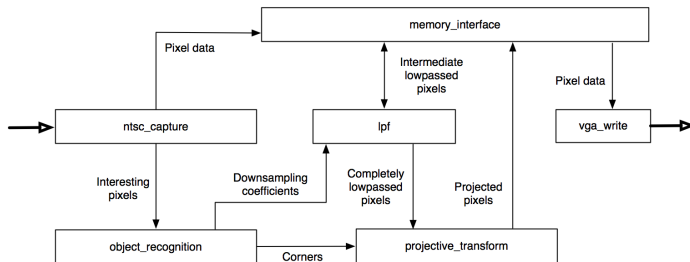 memory_interface
Pixel data
Intermediate
lowpassed
pixels
Pixel data
ntsc_capture
lpf
vga_write
Interesting
pixels
Downsampling
coefficients
Completely
lowpassed
pixels
Projected
pixels
object_recognition
Corners
projective_transform